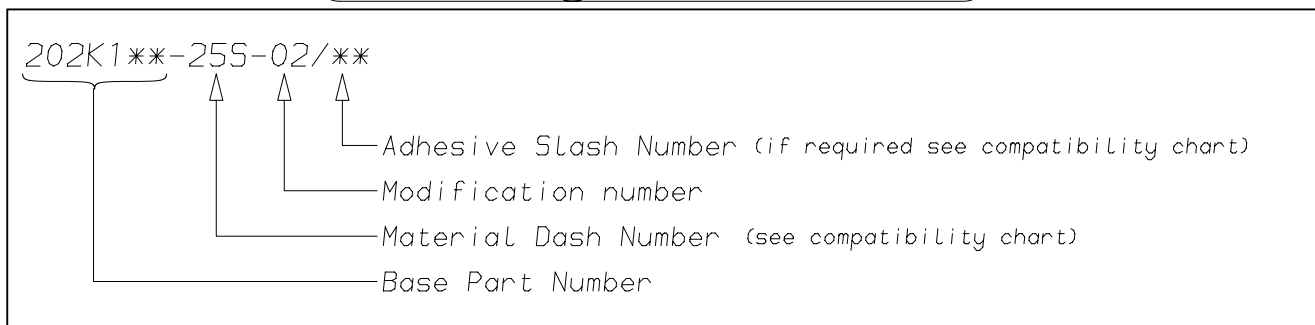 202K1**-25S-02/**
Adhesive Slash Number (if required see compatibility chart)
Modification number
Material Dash Number (see compatibility chart)
Base Part Number